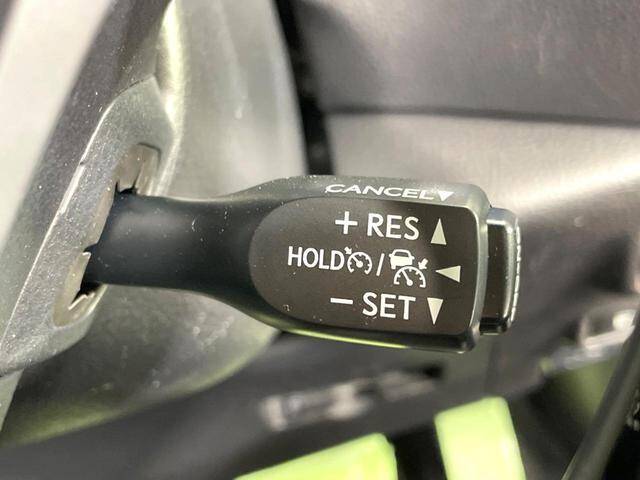 CANCEL▼
+ RES ▲
HOLD / ◀
− SET ▼